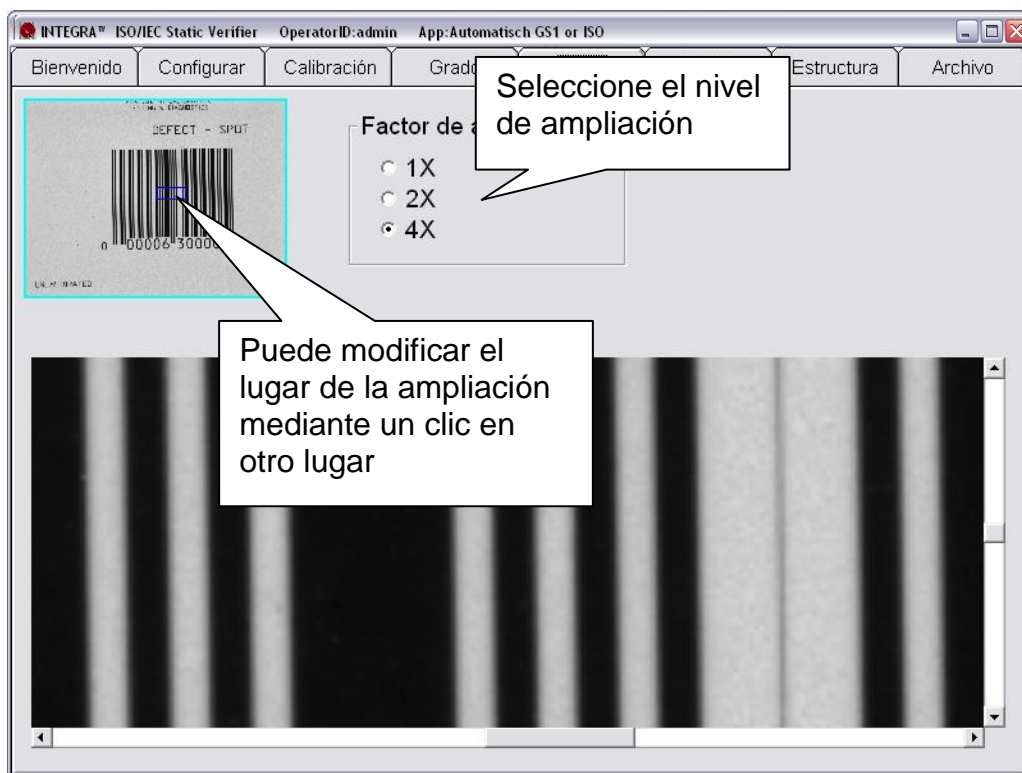 INTEGRA™ ISO/IEC Static Verifier OperatorID:admin App:Automatisch GS1 or ISO
Bienvenido Configurar Calibración Grado Estructura Archivo
Seleccione el nivel
de ampliación
DEFECT - SPOT
Factor de a
1X
2X
4X
0 00006 3000
Puede modificar el
lugar de la ampliación
mediante un clic en
otro lugar